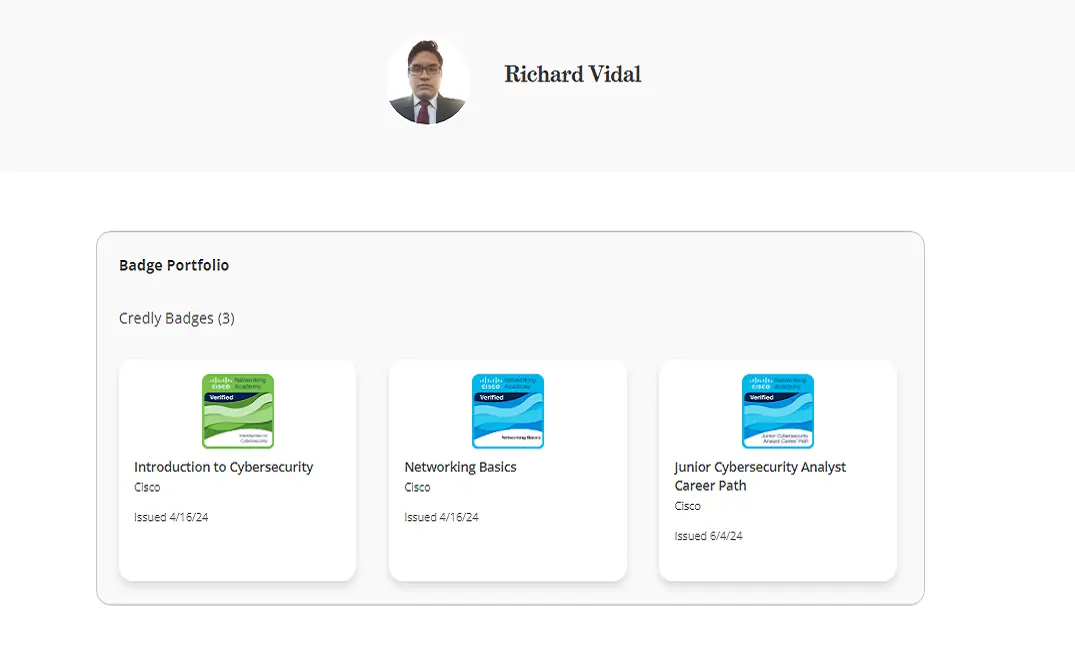 Richard Vidal
Badge Portfolio
Credly Badges (3)
CISCO
Networking
Academy
Verified
Introduction to
Cybersecurity
Introduction to Cybersecurity
Cisco
Issued 4/16/24
CISCO
Networking
Academy
Verified
Networking Basics
Networking Basics
Cisco
Issued 4/16/24
CISCO
Networking
Academy
Verified
Junior Cybersecurity
Analyst Career Path
Junior Cybersecurity Analyst
Career Path
Cisco
Issued 6/4/24